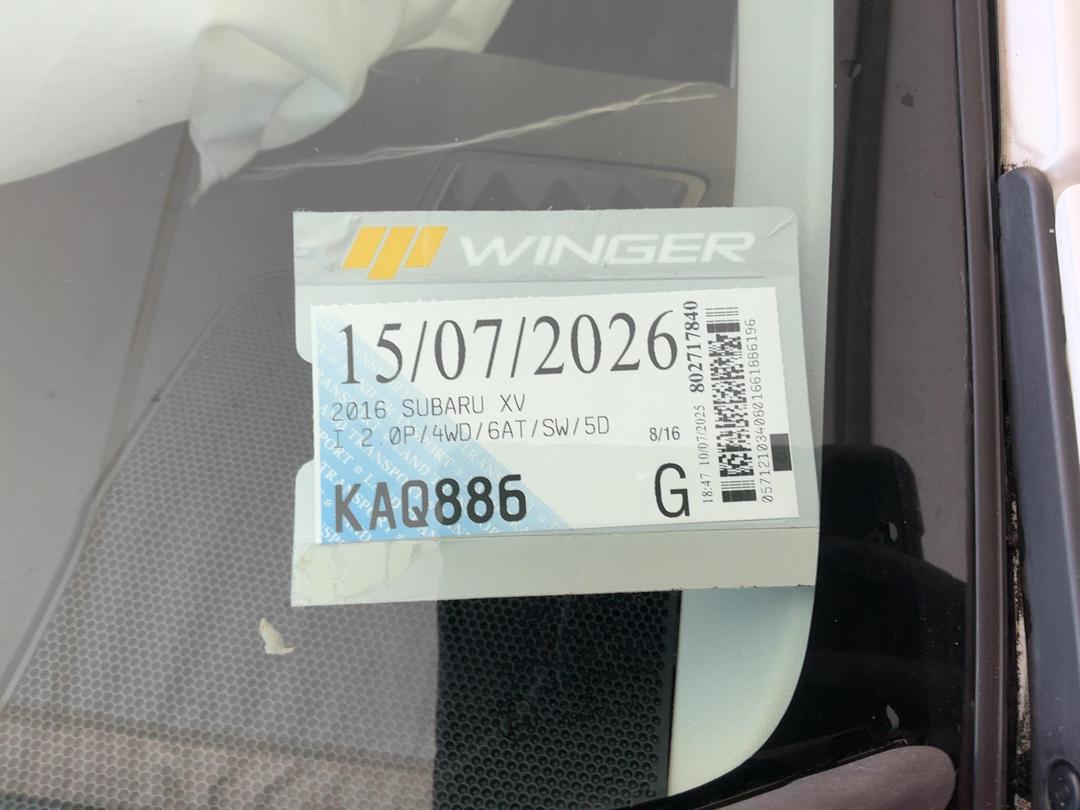 WINGER
15/07/2026
2016 SUBARU XV
I 2.0P/4WD/6AT/SW/5D
8/16
KAQ886
G
802717840
18:47 10/07/2025
0571210340801661886196